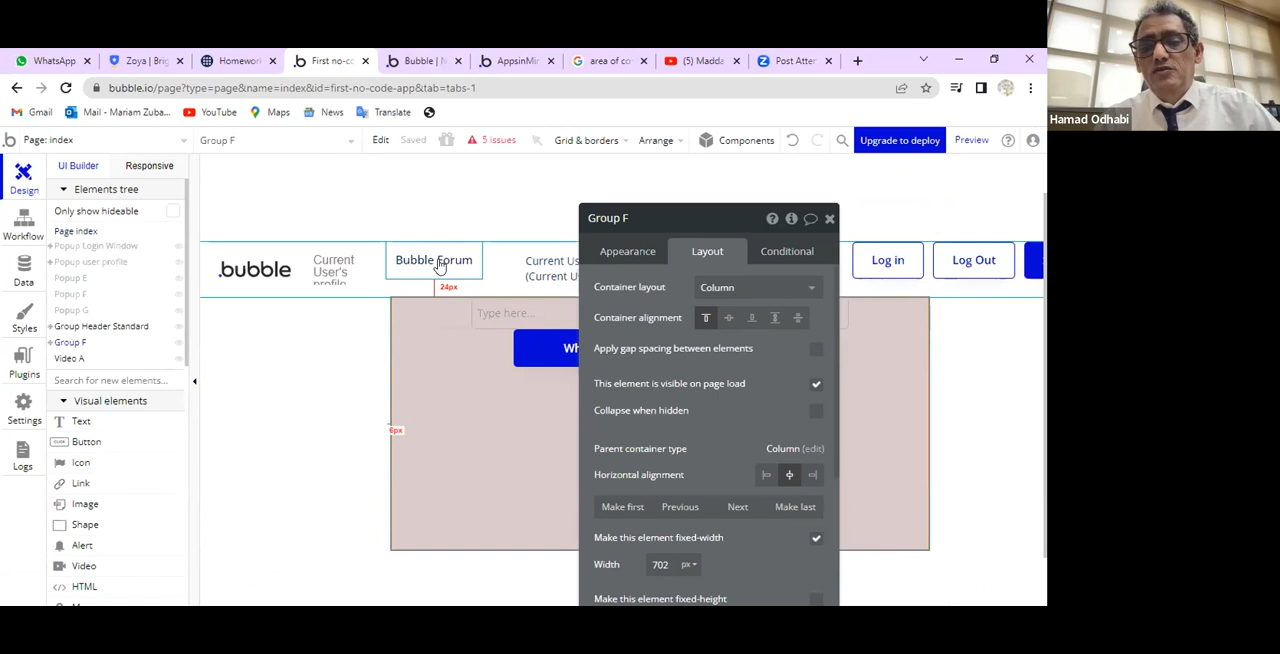 WhatsApp
Zoya | Brig
Homework
First no-co
Bubble | N
AppsinMin
area of co
(5) Madda
Post Atten
bubble.io/page?type=page&name=index&id=first-no-code-app&tab=tabs-1
Gmail
Mail - Mariam Zuba...
YouTube
Maps
News
Translate
Hamad Odhabi
Page: index
Group F
Edit
Saved
5 issues
Grid & borders
Arrange
Components
Upgrade to deploy
Preview
Design
Workflow
Data
Styles
Plugins
Settings
Logs
UI Builder
Responsive
Elements tree
Only show hideable
Page index
Popup Login Window
Popup user profile
Popup E
Popup F
Popup G
Group Header Standard
Group F
Video A
Search for new elements...
Visual elements
Text
Button
Icon
Link
Image
Shape
Alert
Video
HTML
.bubble
Current
User's
profile
Bubble Forum
Current Us
(Current U
24px
Log in
Log Out
Type here...
Wh
6px
Group F
Appearance
Layout
Conditional
Container layout
Column
Container alignment
Apply gap spacing between elements
This element is visible on page load
Collapse when hidden
Parent container type
Column (edit)
Horizontal alignment
Make first
Previous
Next
Make last
Make this element fixed-width
Width
702
px
Make this element fixed-height